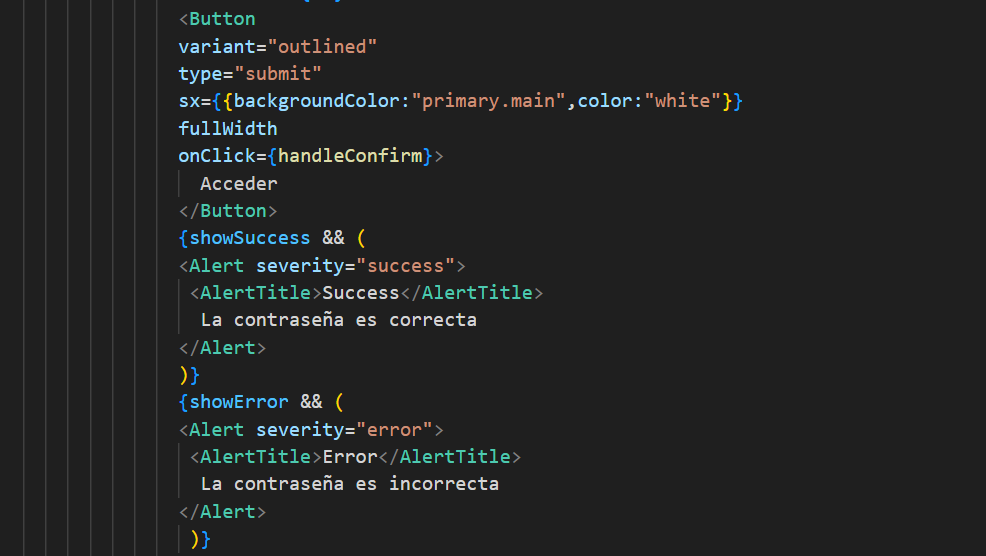 <Button
variant="outlined"
type="submit"
sx={{backgroundColor:"primary.main",color:"white"}}
fullWidth
onClick={handleConfirm}>
Acceder
</Button>
{showSuccess && (
<Alert severity="success">
<AlertTitle>Success</AlertTitle>
La contraseña es correcta
</Alert>
)}
{showError && (
<Alert severity="error">
<AlertTitle>Error</AlertTitle>
La contraseña es incorrecta
</Alert>
)}